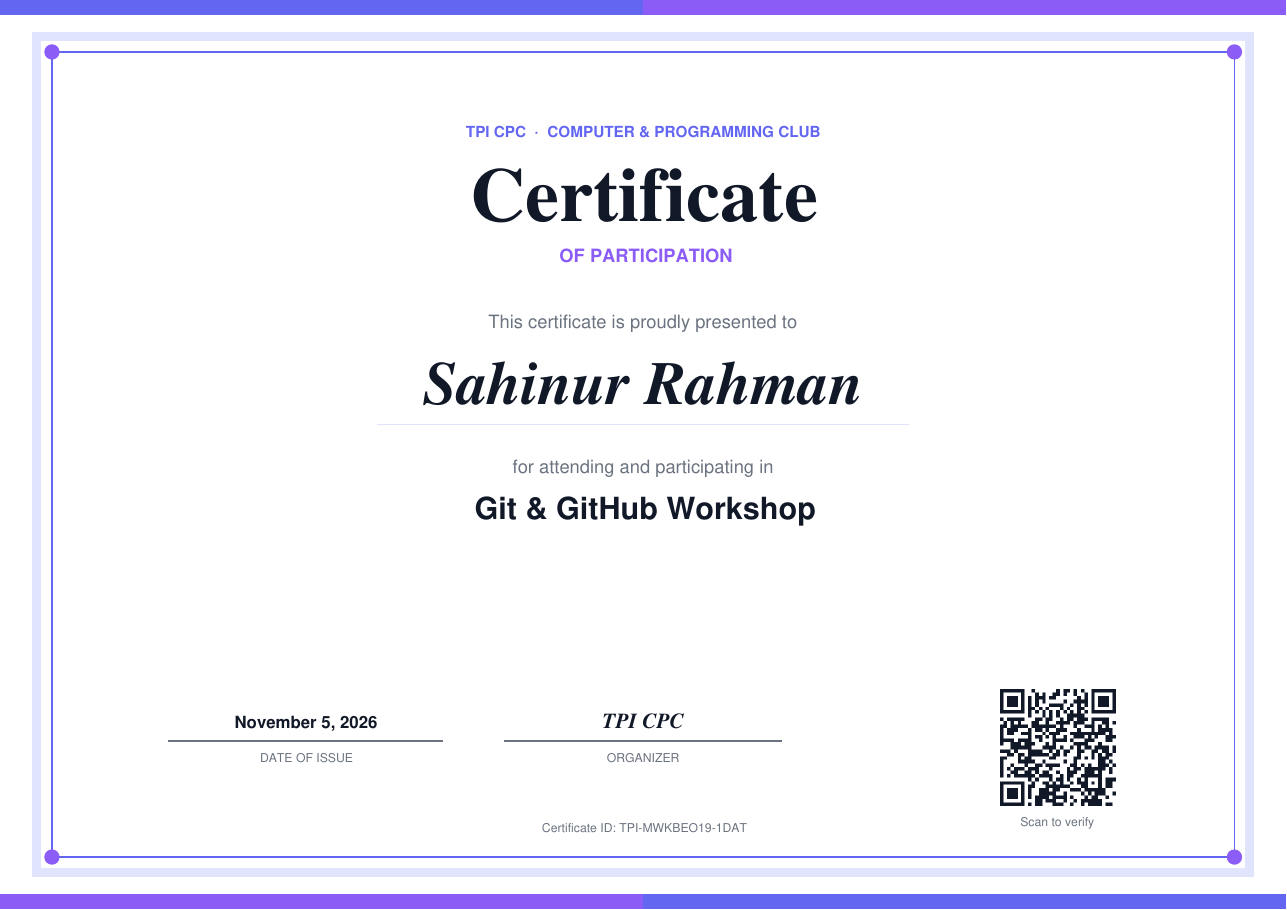 TPI CPC · COMPUTER & PROGRAMMING CLUB
Certificate
OF PARTICIPATION
This certificate is proudly presented to
Sahinur Rahman
for attending and participating in
Git & GitHub Workshop
November 5, 2026
DATE OF ISSUE
TPI CPC
ORGANIZER
Scan to verify
Certificate ID: TPI-MWKBEO19-1DAT